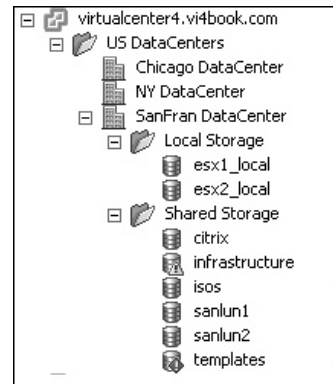 virtualcenter4.vi4book.com
US DataCenters
Chicago DataCenter
NY DataCenter
SanFran DataCenter
Local Storage
esx1_local
esx2_local
Shared Storage
citrix
infrastructure
isos
sanlun1
sanlun2
templates